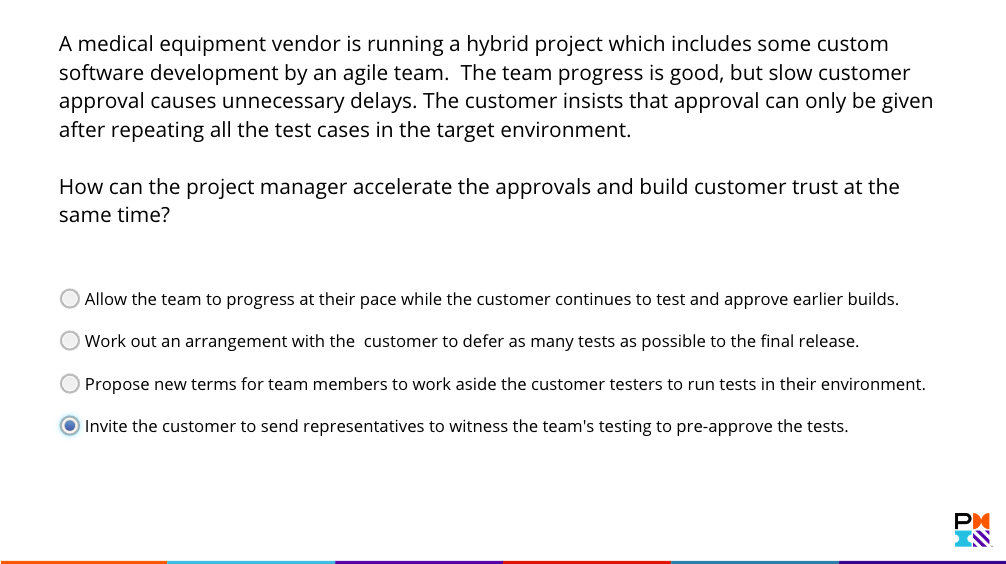 A medical equipment vendor is running a hybrid project which includes some custom
software development by an agile team.  The team progress is good, but slow customer
approval causes unnecessary delays. The customer insists that approval can only be given
after repeating all the test cases in the target environment.
How can the project manager accelerate the approvals and build customer trust at the
same time?
Allow the team to progress at their pace while the customer continues to test and approve earlier builds.
Work out an arrangement with the  customer to defer as many tests as possible to the final release.
Propose new terms for team members to work aside the customer testers to run tests in their environment.
Invite the customer to send representatives to witness the team's testing to pre-approve the tests.